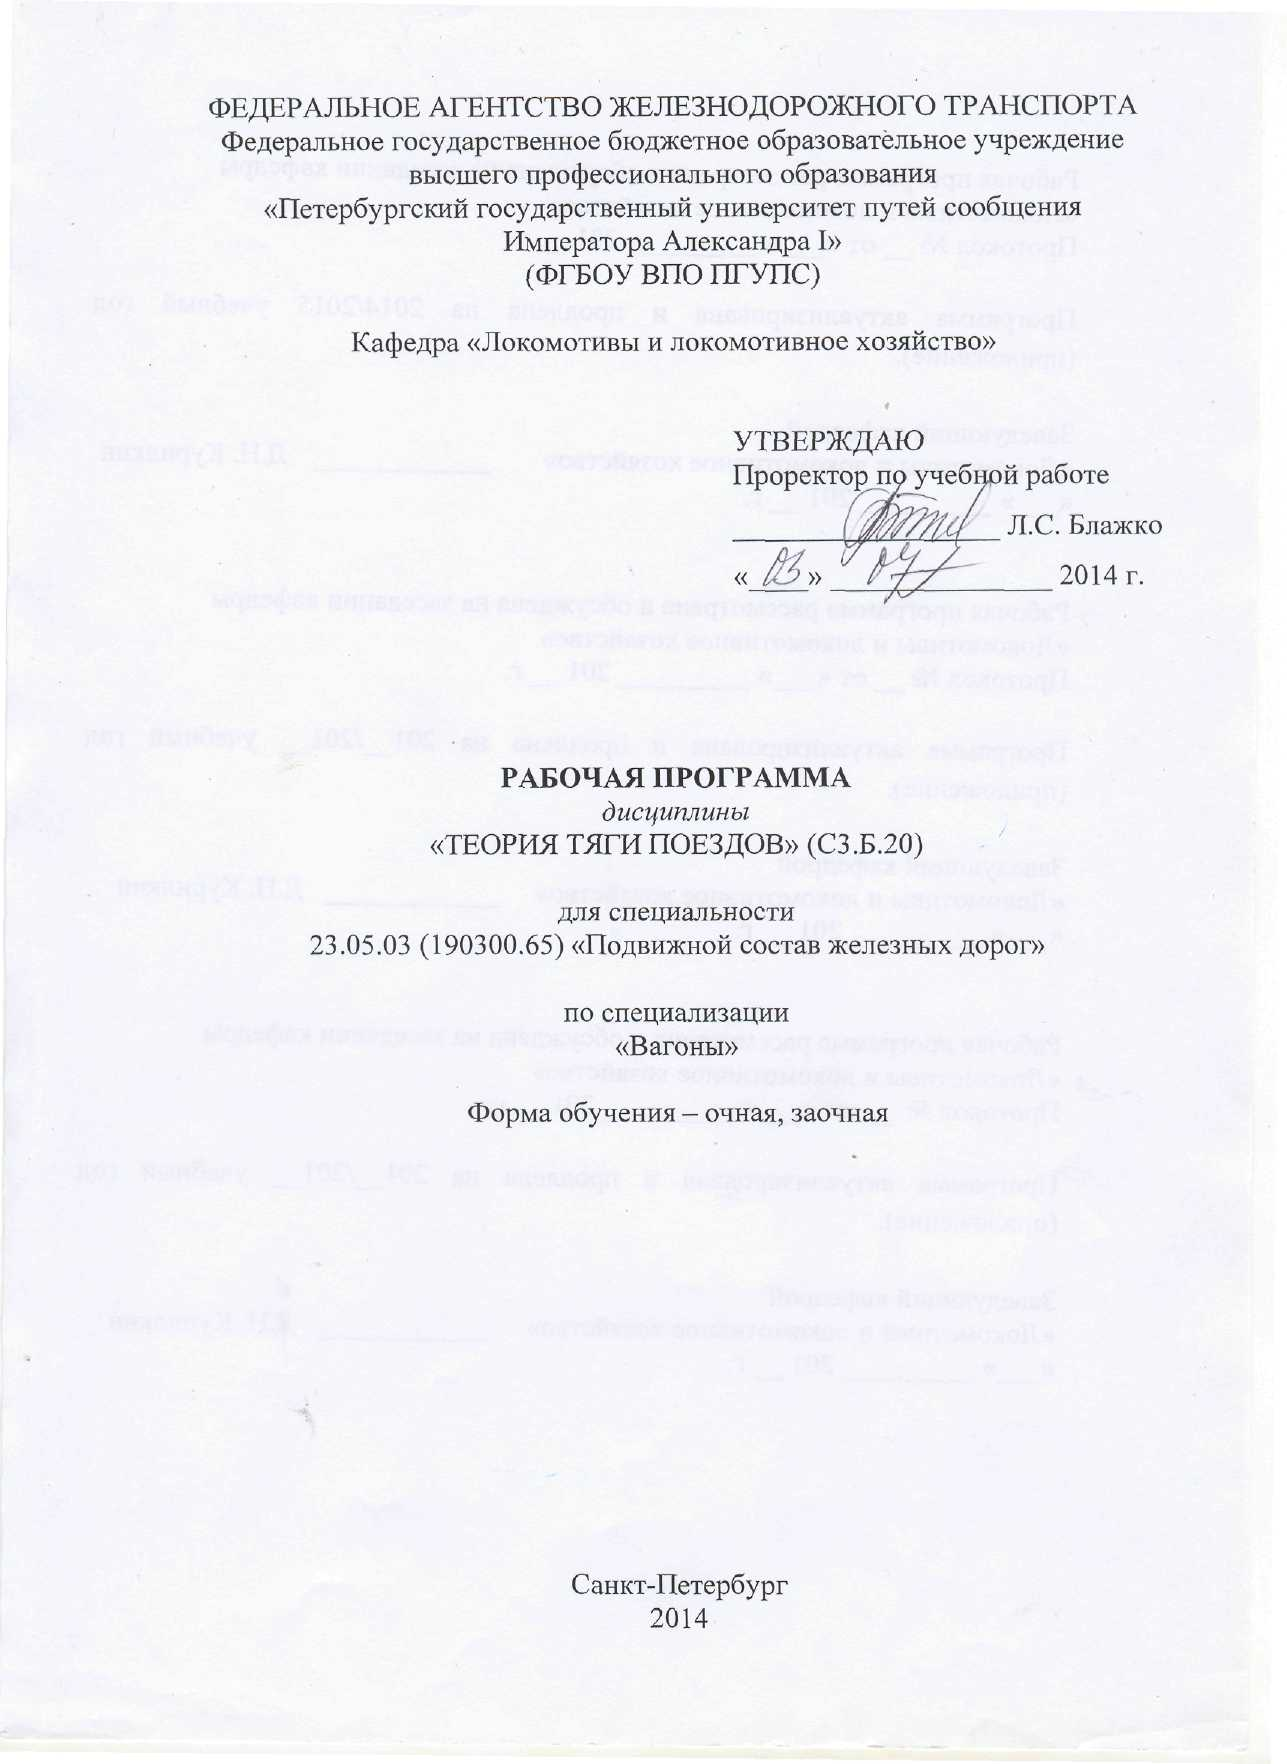 ФЕДЕРАЛЬНОЕ АГЕНТСТВО ЖЕЛЕЗНОДОРОЖНОГО ТРАНСПОРТА
Федеральное государственное бюджетное образовательное учреждение
высшего профессионального образования
«Петербургский государственный университет путей сообщения
Императора Александра I»
(ФГБОУ ВПО ПГУПС)
Кафедра «Локомотивы и локомотивное хозяйство»
УТВЕРЖДАЮ
Проректор по учебной работе
Л.С. Блажко
«03» 07 2014 г.
РАБОЧАЯ ПРОГРАММА
дисциплины
«ТЕОРИЯ ТЯГИ ПОЕЗДОВ» (С3.Б.20)
для специальности
23.05.03 (190300.65) «Подвижной состав железных дорог»
по специализации
«Вагоны»
Форма обучения – очная, заочная
Санкт-Петербург
2014